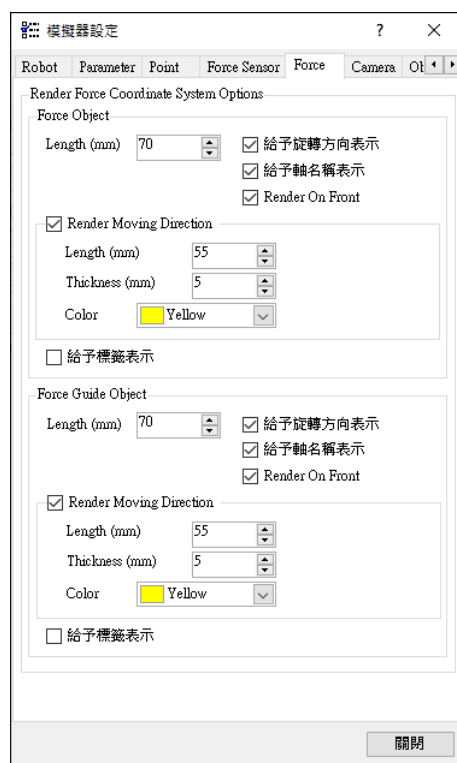 模擬器設定
?
Robot Parameter Point Force Sensor Force Camera
Render Force Coordinate System Options
Force Object
Length (mm) 70 給予旋轉方向表示
給予軸名稱表示
Render On Front
Render Moving Direction
Length (mm) 55
Thickness (mm) 5
Color Yellow
給予標籤表示
Force Guide Object
Length (mm) 70 給予旋轉方向表示
給予軸名稱表示
Render On Front
Render Moving Direction
Length (mm) 55
Thickness (mm) 5
Color Yellow
給予標籤表示
關閉